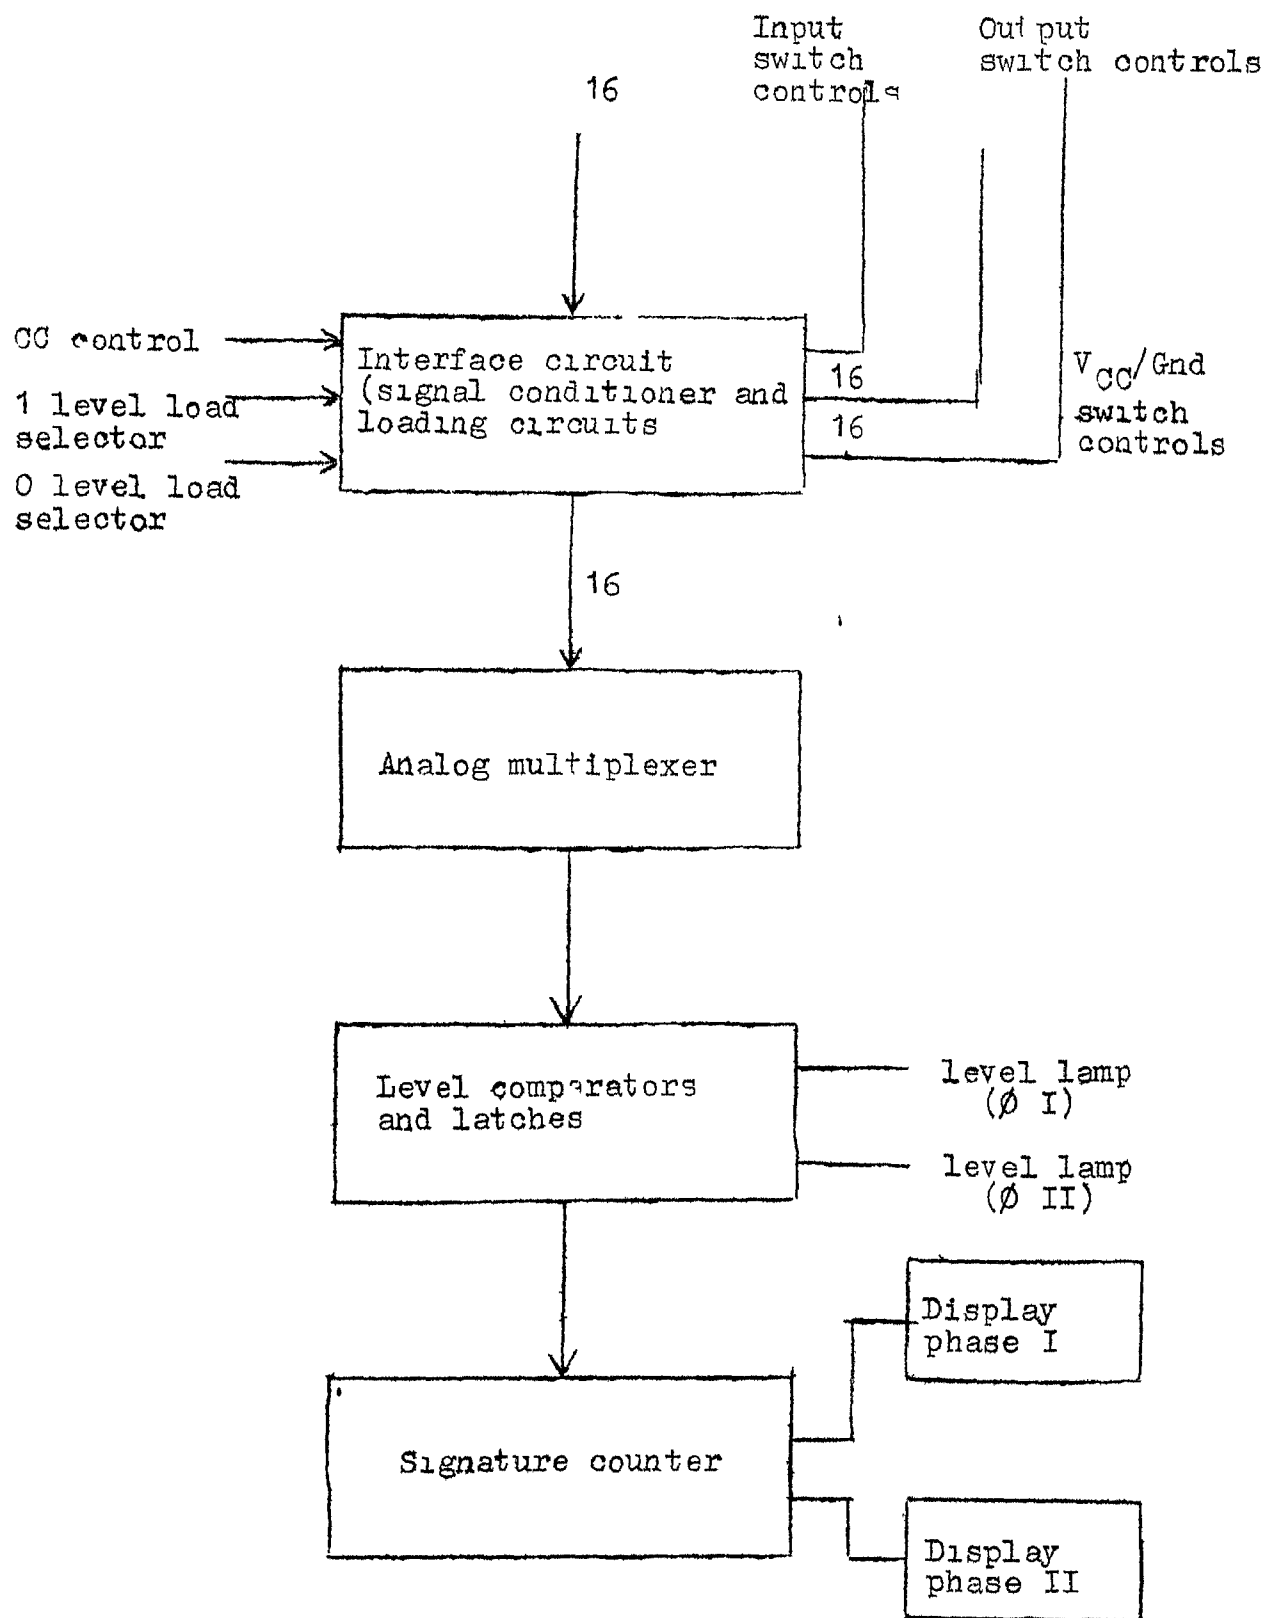 Input
switch
controls
Output
switch controls
16
CC control
1 level load
selector
0 level load
selector
Interface circuit
(signal conditioner and
loading circuits
16
16
VCC/Gnd
switch
controls
16
Analog multiplexer
Level comparators
and latches
level lamp
(Ø I)
level lamp
(Ø II)
Display
phase I
Signature counter
Display
phase II